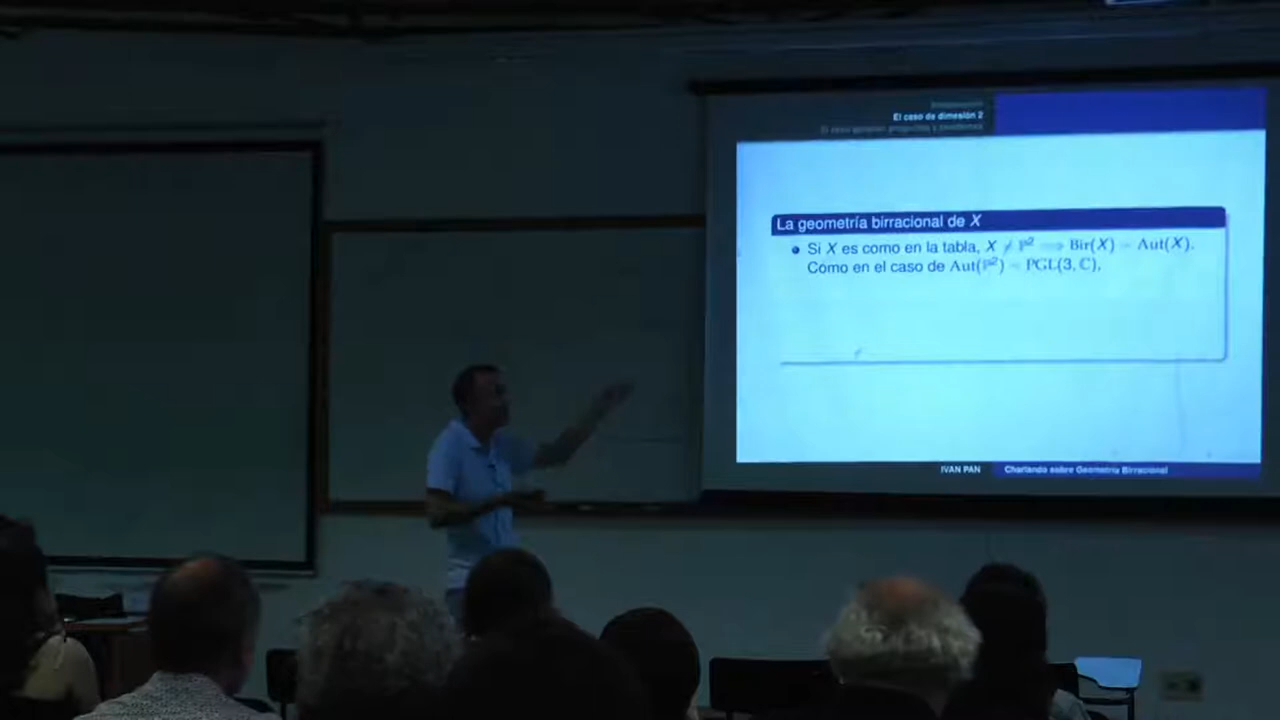 El caso de dimesión 2
La geometría birracional de X
Si X es como en la tabla, X ≠ ℙ² ⟹ Bir(X) = Aut(X).
Como en el caso de Aut(ℙ²) = PGL(3, ℂ),
IVAN PAN
Charlando sobre Geometría Birracional